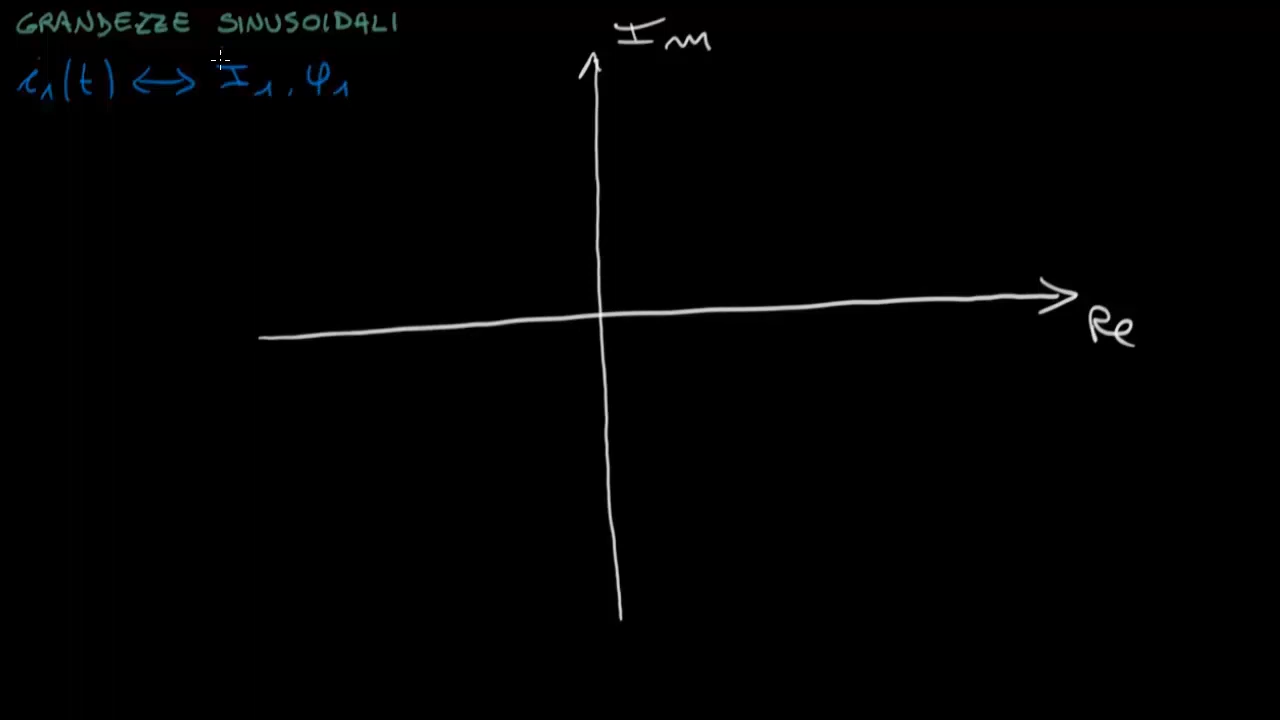 GRANDEZZE SINUSOIDALI
i₁(t) ↔ I₁, φ₁
Im
Re